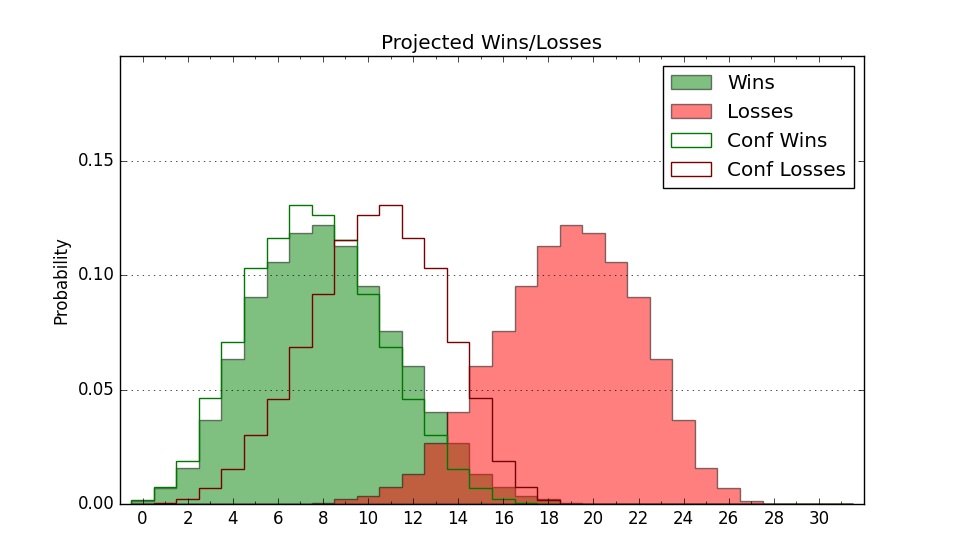 Projected Wins/Losses
Wins
Losses
Conf Wins
Conf Losses
Probability
0.15
0.10
0.05
0.00
0 2 4 6 8 10 12 14 16 18 20 22 24 26 28 30